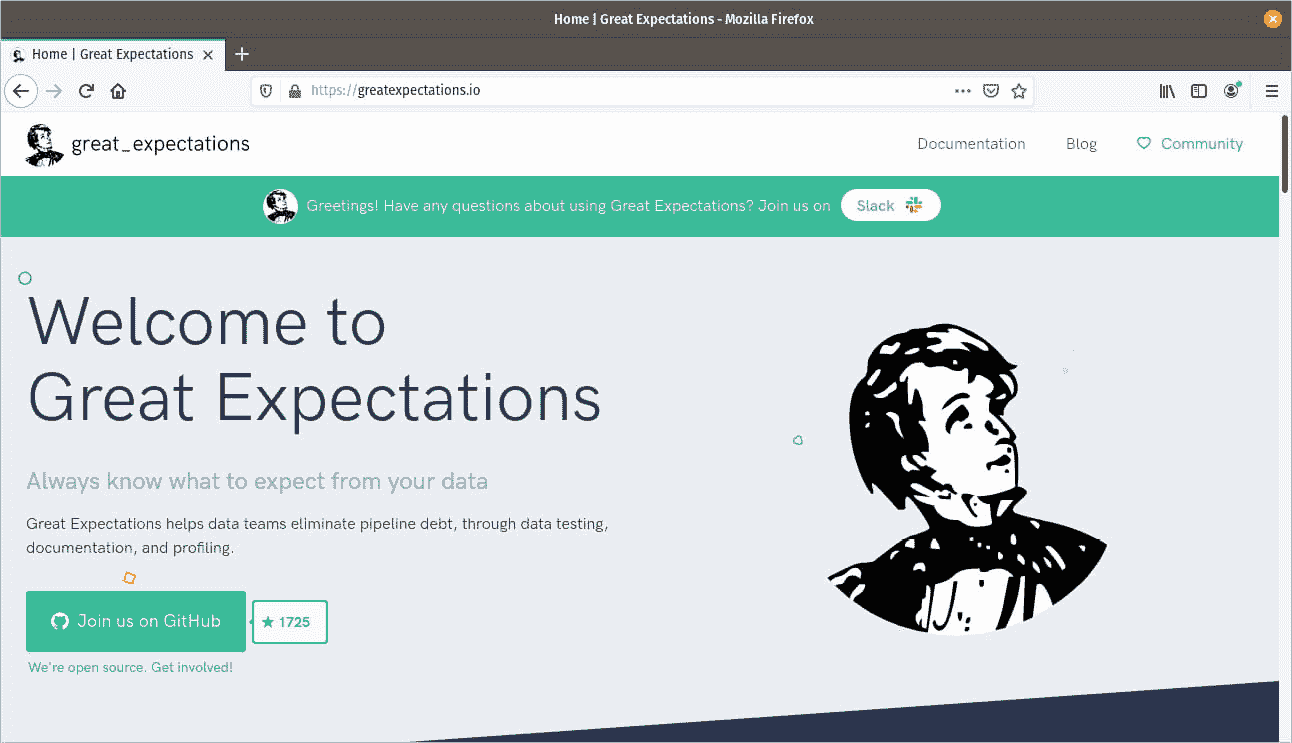 Home | Great Expectations - Mozilla Firefox
Home | Great Expectations
https://greatexpectations.io
great_expectations
Documentation
Blog
Community
Greetings! Have any questions about using Great Expectations? Join us on
Slack
Welcome to
Great Expectations
Always know what to expect from your data
Great Expectations helps data teams eliminate pipeline debt, through data testing,
documentation, and profiling.
Join us on GitHub
★ 1725
We're open source. Get involved!